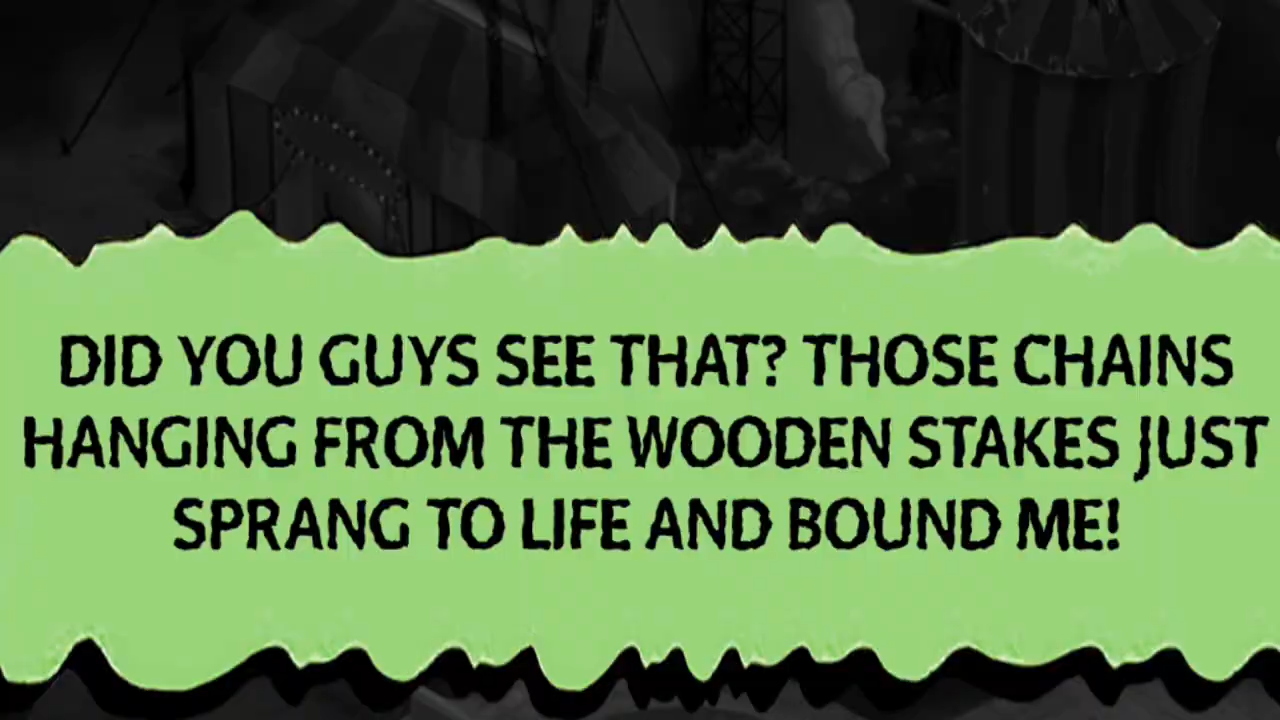 DID YOU GUYS SEE THAT? THOSE CHAINS
HANGING FROM THE WOODEN STAKES JUST
SPRANG TO LIFE AND BOUND ME!